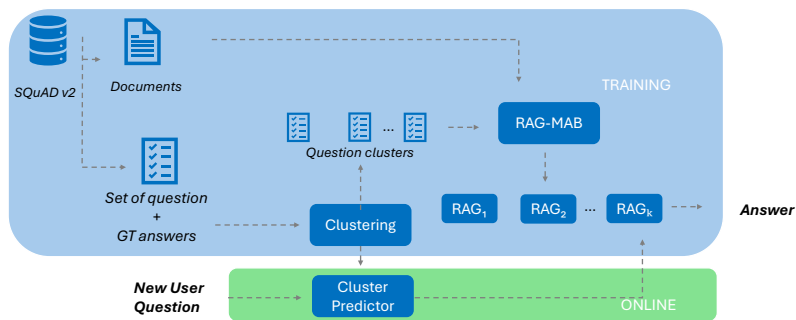 SQuAD v2
Documents
TRAINING
RAG-MAB
...
Question clusters
Set of question
+
GT answers
Clustering
RAG₁
RAG₂
...
RAGₖ
Answer
New User
Question
Cluster
Predictor
ONLINE